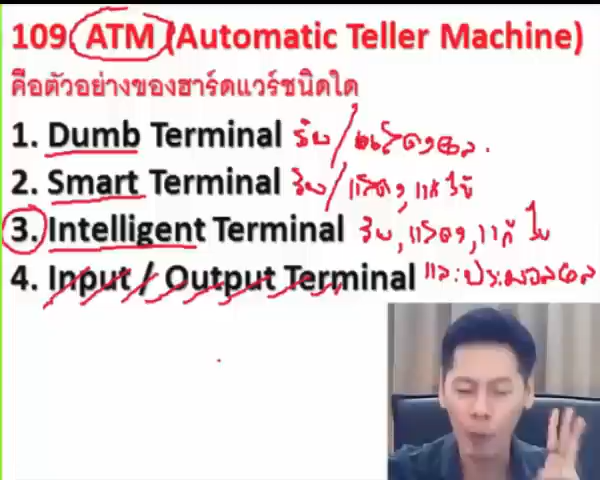 109 ATM (Automatic Teller Machine)
คือตัวอย่างของฮาร์ดแวร์ชนิดใด
1. Dumb Terminal รับ/แสดงผล
2. Smart Terminal รับ/แสดง, แก้ไข
3. Intelligent Terminal รับ, แสดง, แก้ไข
4. Input / Output Terminal และประมวลผล